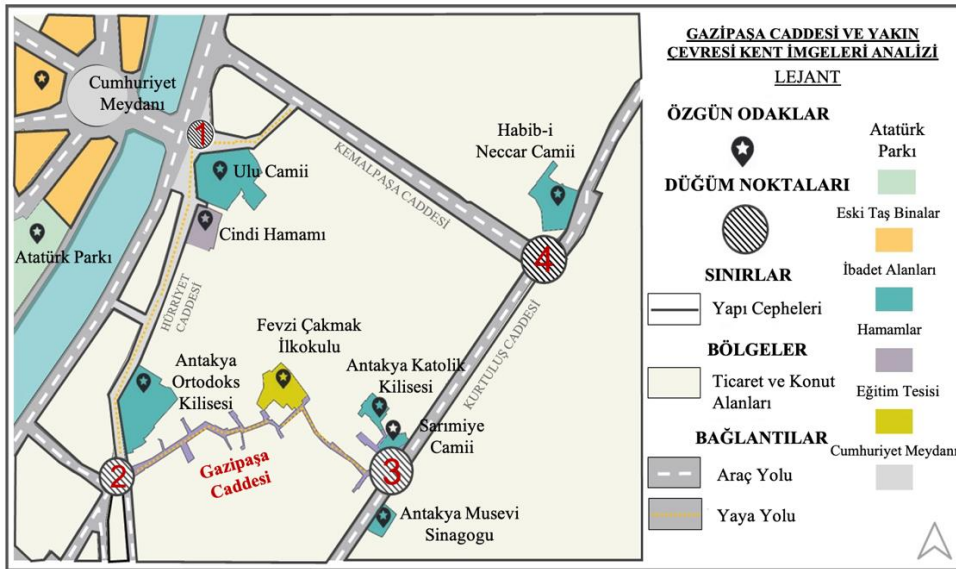 Cumhuriyet
Meydanı
1
Ulu Camii
Cindi Hamamı
Atatürk Parkı
HÜRRİYET
CADDESİ
KEMALPAŞA CADDESİ
Habib-i
Neccar Camii
4
KURTULUŞ CADDESİ
Fevzi Çakmak
İlkokulu
Antakya
Ortodoks
Kilisesi
Antakya Katolik
Kilisesi
Sarımiye
Camii
2
Gazipaşa
Caddesi
3
Antakya Musevi
Sinagogu
GAZİPAŞA CADDESİ VE YAKIN
ÇEVRESİ KENT İMGELERİ ANALİZİ
LEJANT
ÖZGÜN ODAKLAR
DÜĞÜM NOKTALARI
SINIRLAR
Yapı Cepheleri
BÖLGELER
Ticaret ve Konut
Alanları
BAĞLANTILAR
Araç Yolu
Yaya Yolu
Atatürk
Parkı
Eski Taş Binalar
İbadet Alanları
Hamamlar
Eğitim Tesisi
Cumhuriyet Meydanı